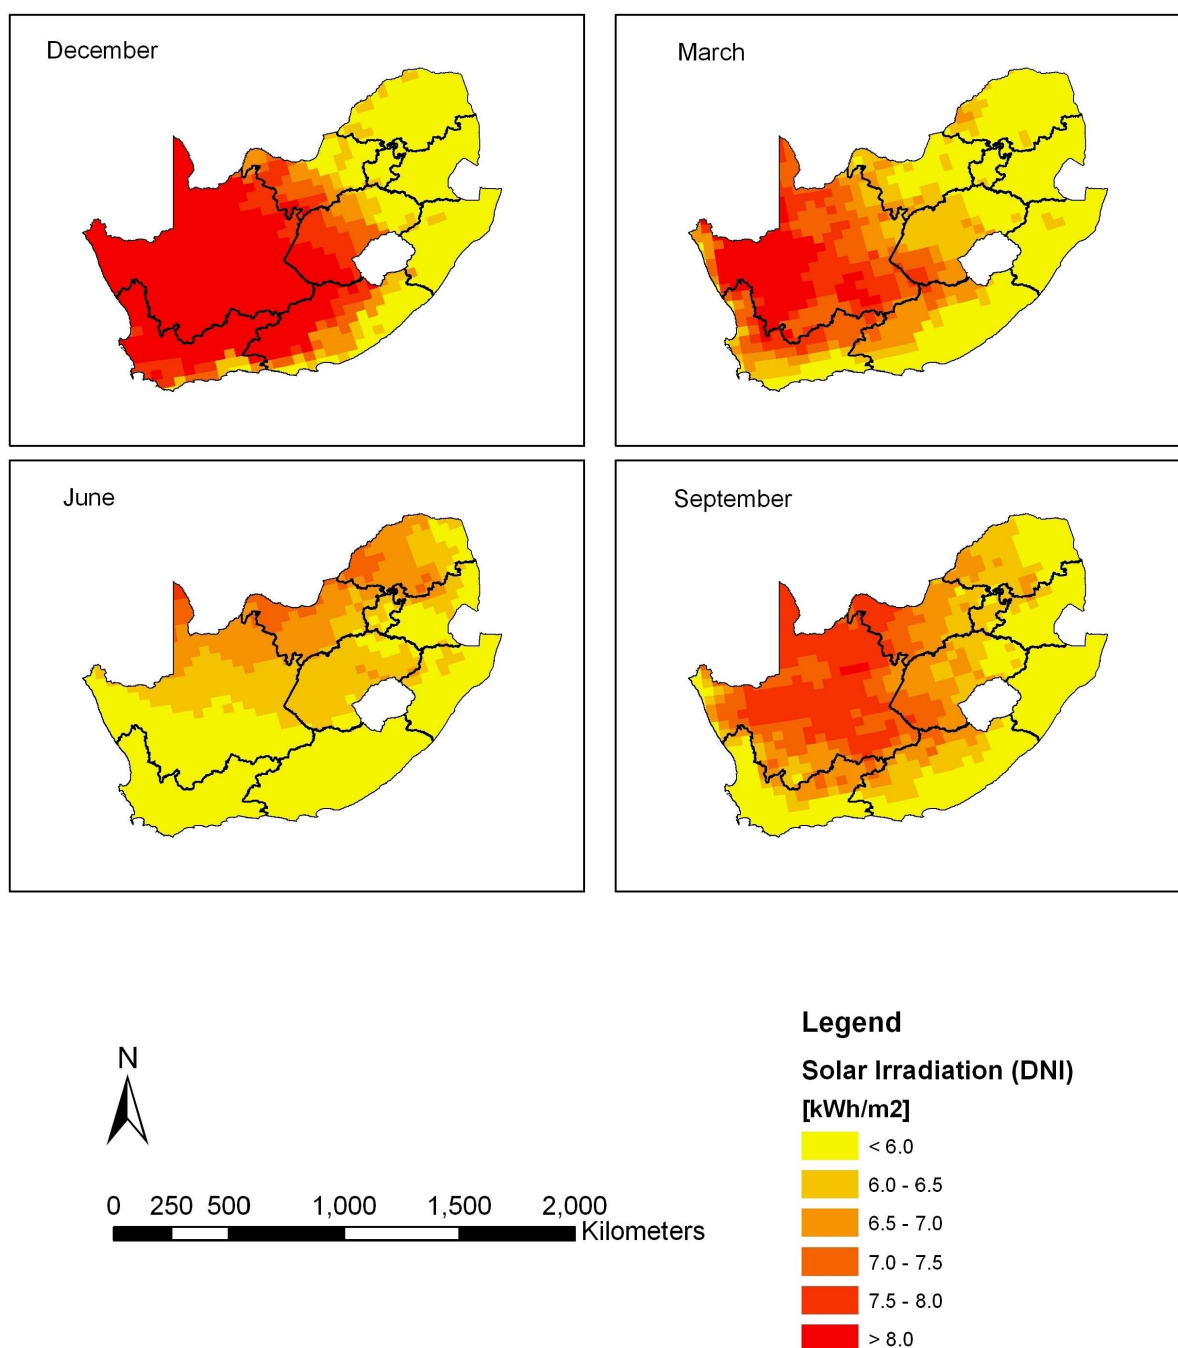 December
March
June
September
N
0 250 500 1,000 1,500 2,000
Kilometers
Legend
Solar Irradiation (DNI)
[kWh/m2]
< 6.0
6.0 - 6.5
6.5 - 7.0
7.0 - 7.5
7.5 - 8.0
> 8.0